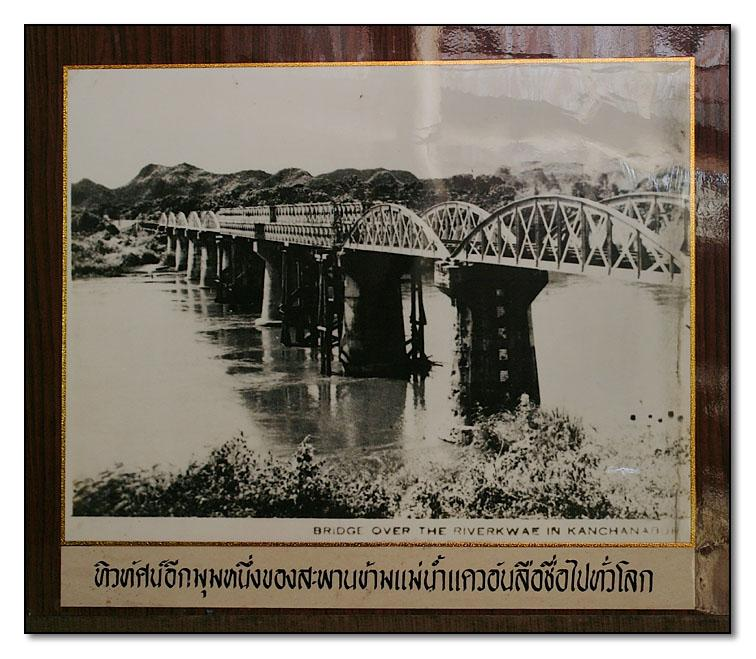 BRIDGE OVER THE RIVERKWAE IN KANCHANABUR
ทิวทัศน์อีกมุมหนึ่งของสะพานข้ามแม่น้ำแควอันลือชื่อไปทั่วโลก